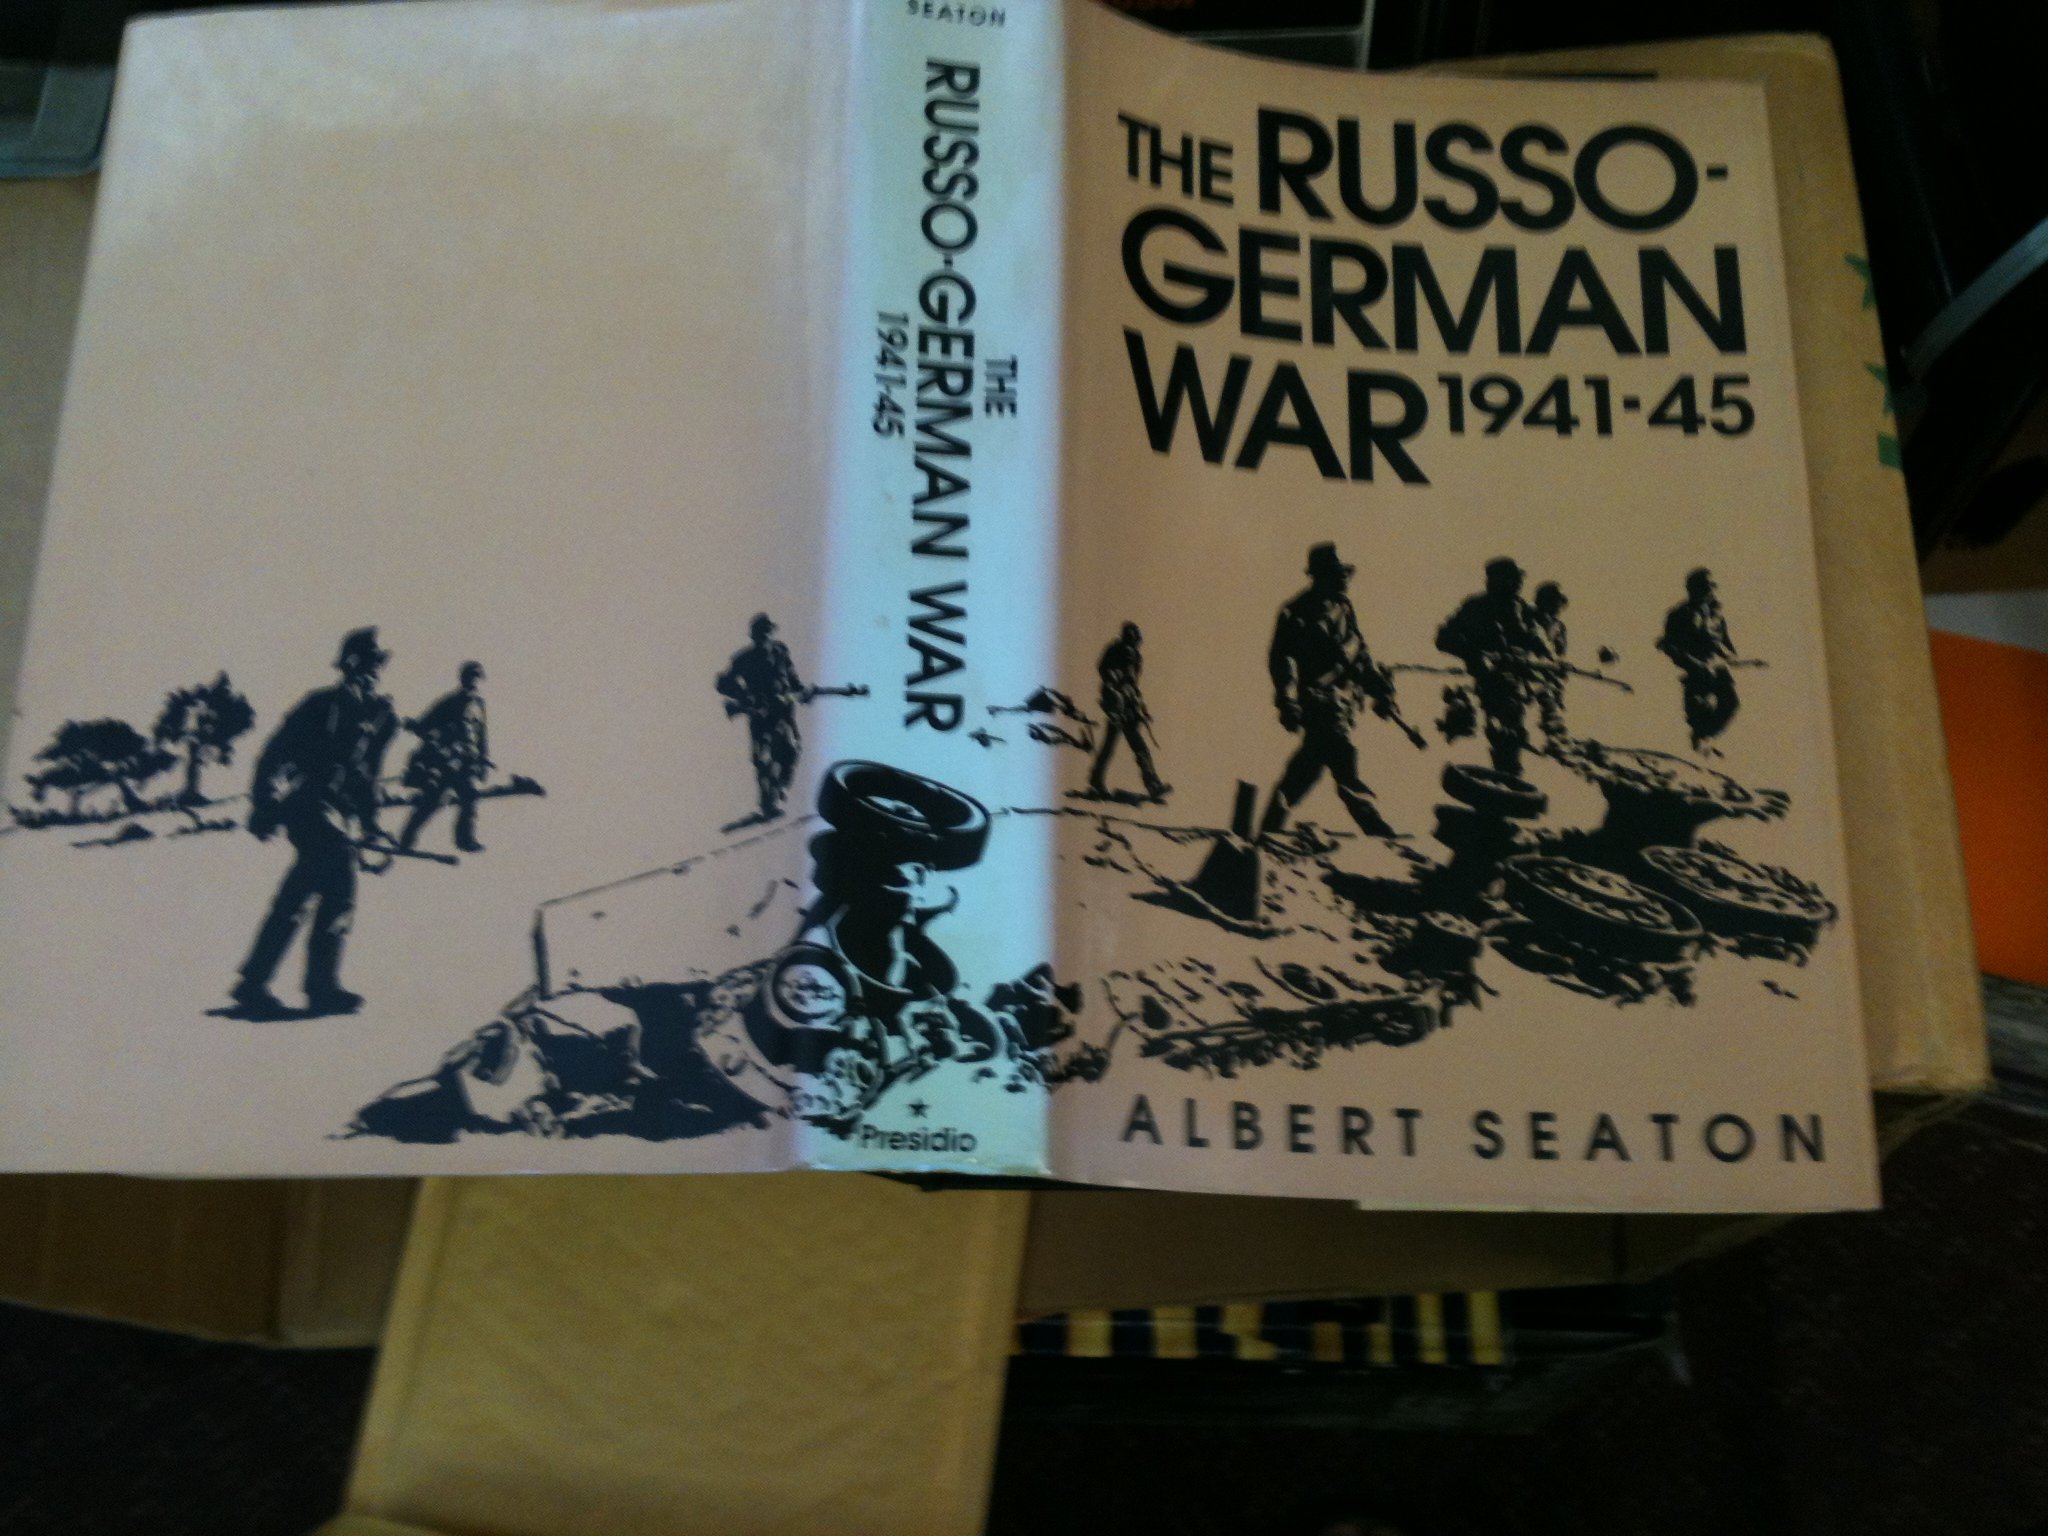 SEATON
THE
RUSSO-GERMAN WAR
1941-45
Presidio
THE RUSSO-
GERMAN
WAR 1941-45
ALBERT SEATON